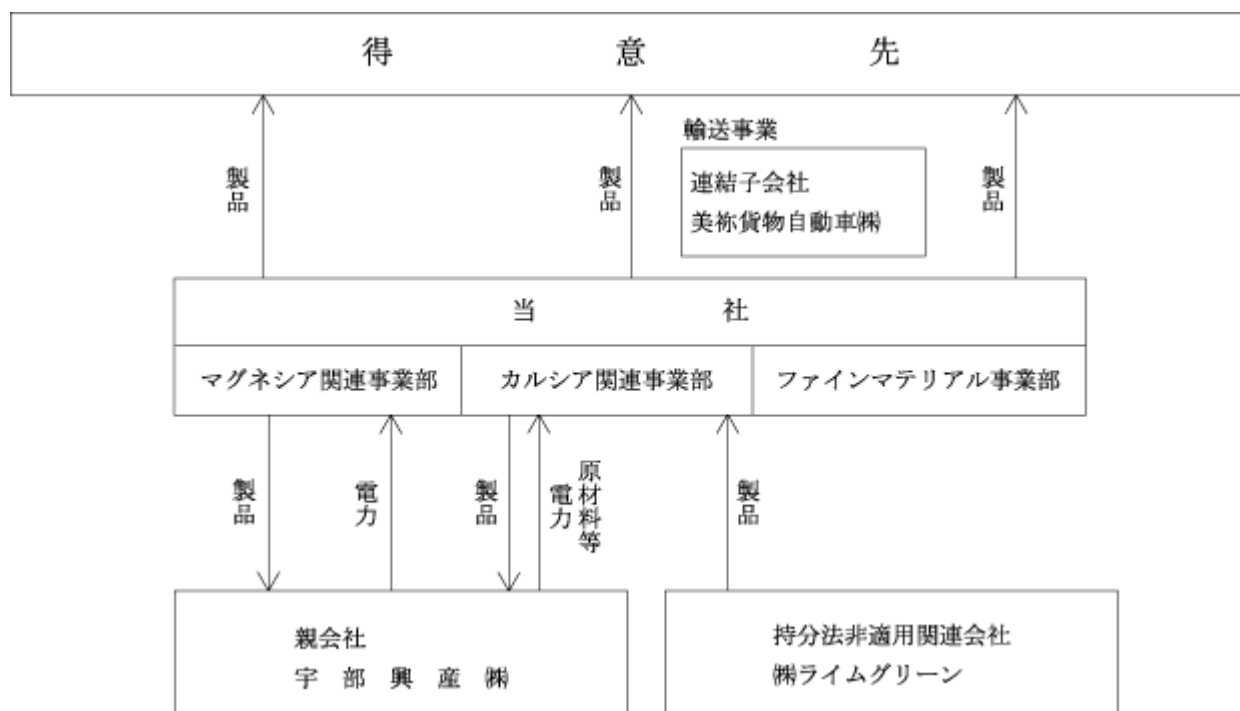 得意先
輸送事業
連結子会社
美祢貨物自動車㈱
製品
製品
製品
当社
マグネシア関連事業部
カルシア関連事業部
ファインマテリアル事業部
製品
電力
製品
電力
原材料等
製品
親会社
宇部興産㈱
持分法非適用関連会社
㈱ライムグリーン